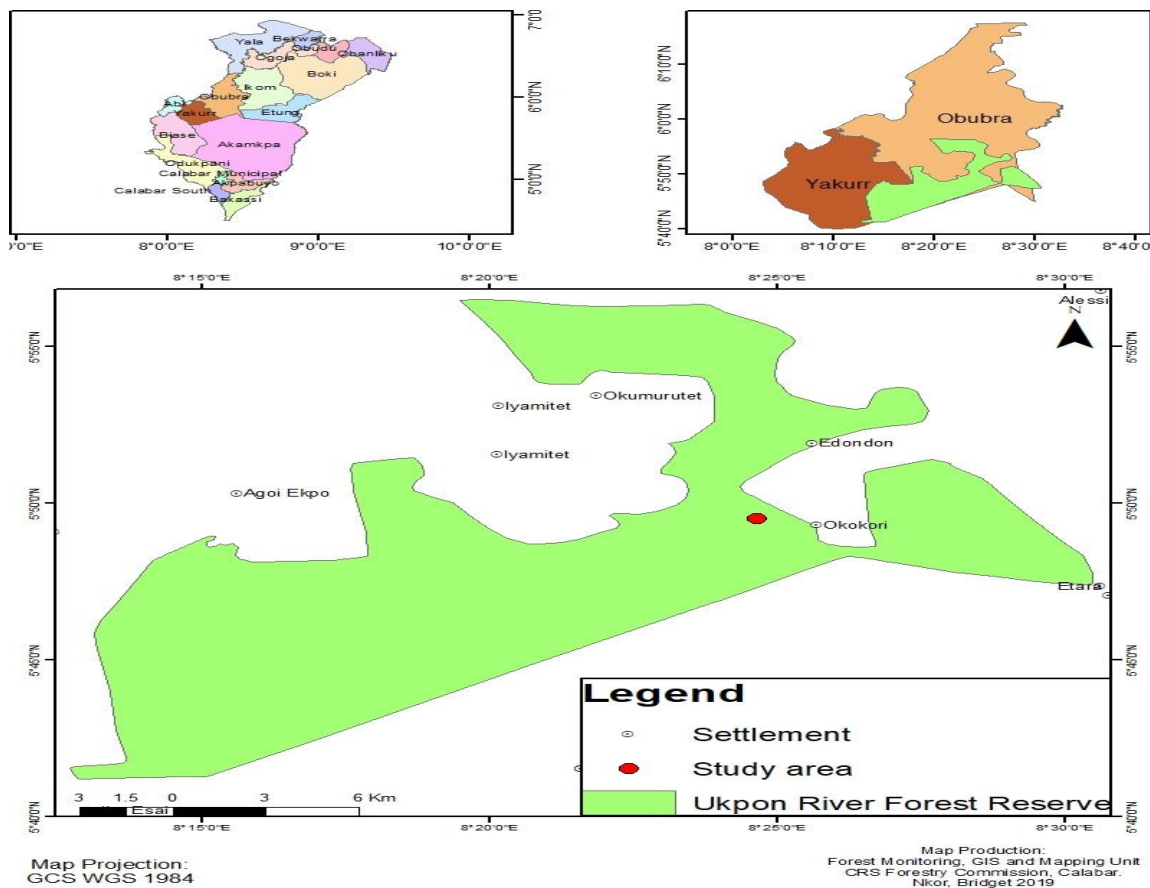 Yala
Bekwarra
Obudu
Obanliku
Ogoja
Boki
Ikom
Obubra
Abi
Yakurr
Etung
Biase
Akamkpa
Odukpani
Calabar Municipal
Akpabuyo
Calabar South
Bakassi
7°0'0"
6°0'0"N
5°0'0"N
8°0'0"E 9°0'0"E 10°0'0"E
Obubra
Yakurr
6°10'0"N
6°0'0"N
5°50'0"N
5°40'0"N
8°0'0"E 8°10'0"E 8°20'0"E 8°30'0"E 8°40'
8°15'0"E 8°20'0"E 8°25'0"E 8°30'0"E
Alessi
N
5°55'0"N 5°55'0"N
Okumurutet
Iyamitet
Edondon
Iyamitet
Agoi Ekpo
5°50'0"N 5°50'0"N
Okokori
Etara
5°45'0"N 5°45'0"N
Legend
Settlement
Study area
Ukpon River Forest Reserve
3 1.5 0 3 6 Km
Esai
5°40'0"N 5°40'0"N
8°15'0"E 8°20'0"E 8°25'0"E 8°30'0"E
Map Projection:
GCS WGS 1984
Map Production:
Forest Monitoring, GIS and Mapping Unit
CRS Forestry Commission, Calabar.
Nkor, Bridget 2019